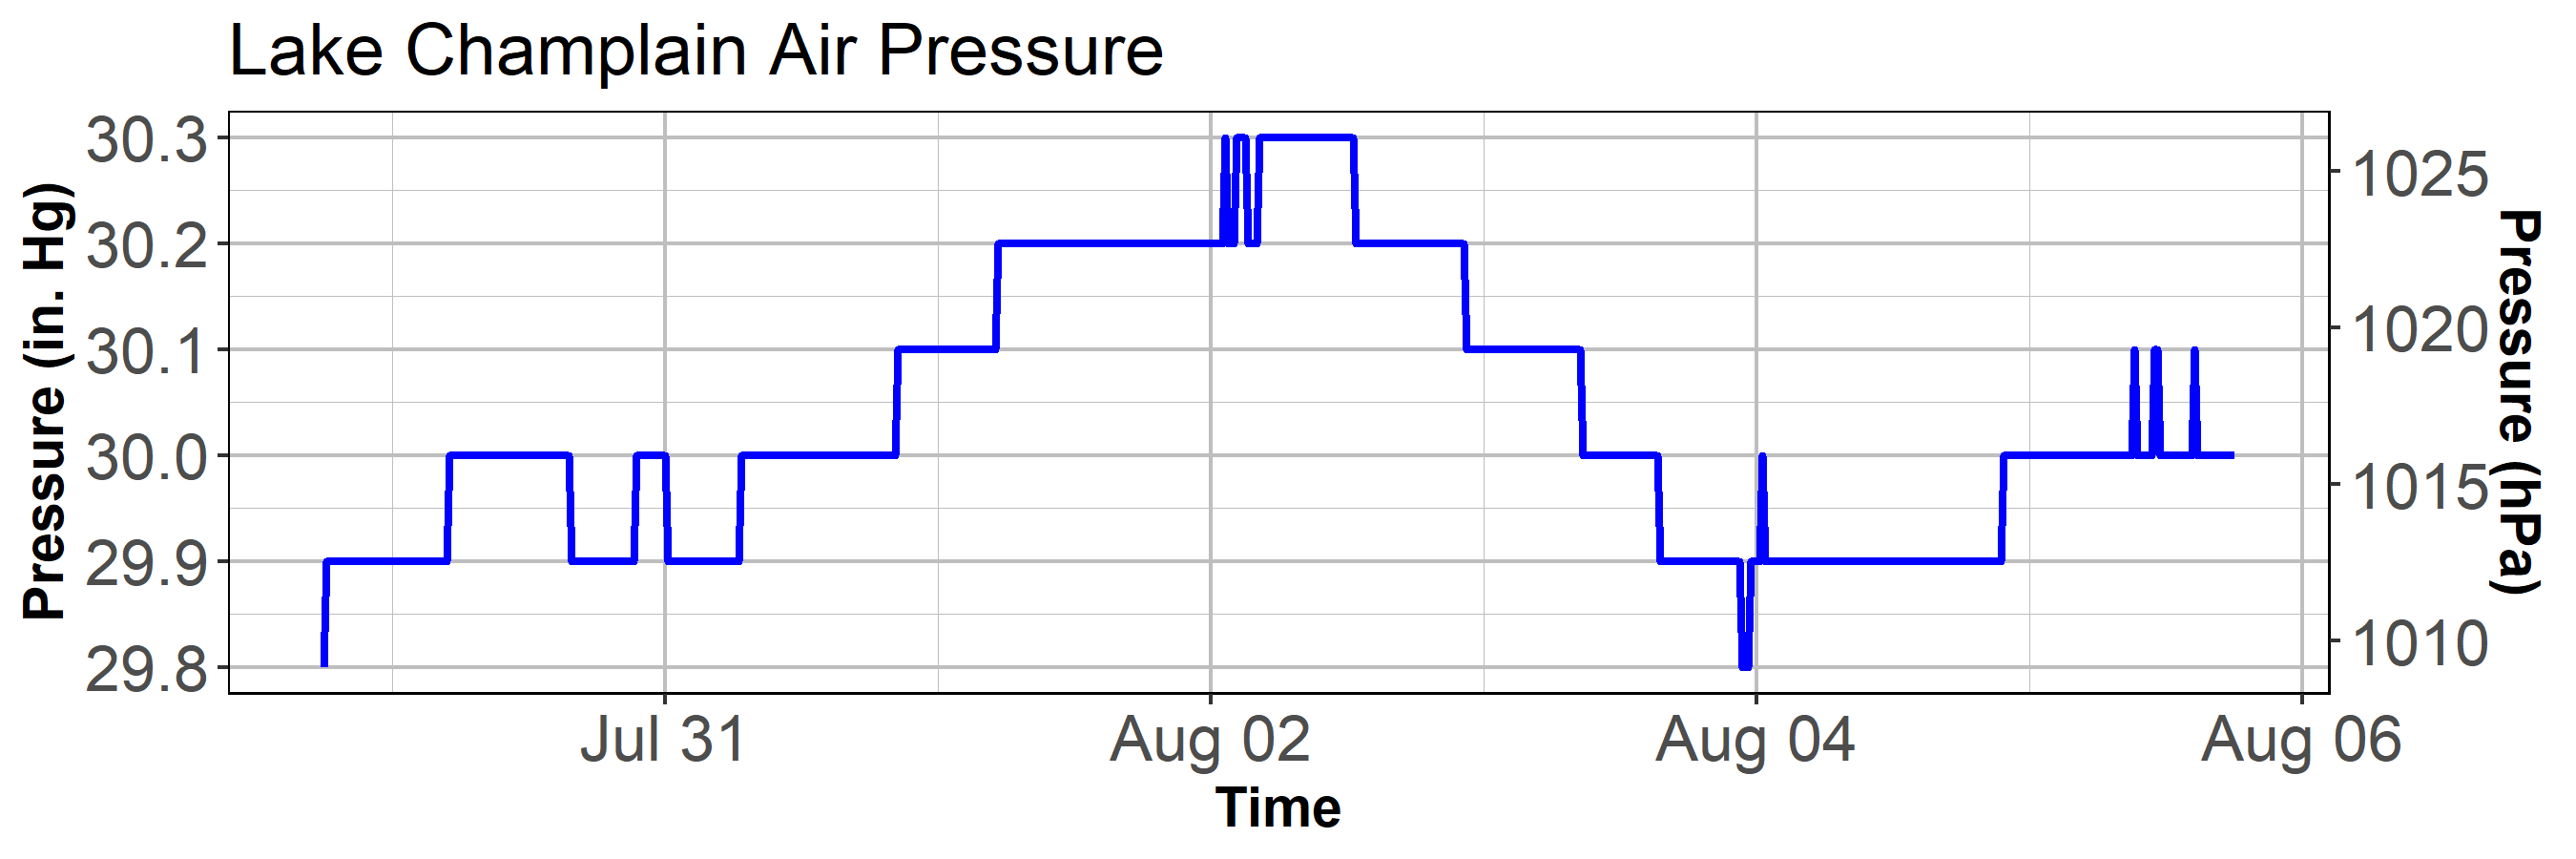 Lake Champlain Air Pressure
Pressure (in. Hg)
30.3
30.2
30.1
30.0
29.9
29.8
1025
1020
1015
1010
Pressure (hPa)
Jul 31 Aug 02 Aug 04 Aug 06
Time